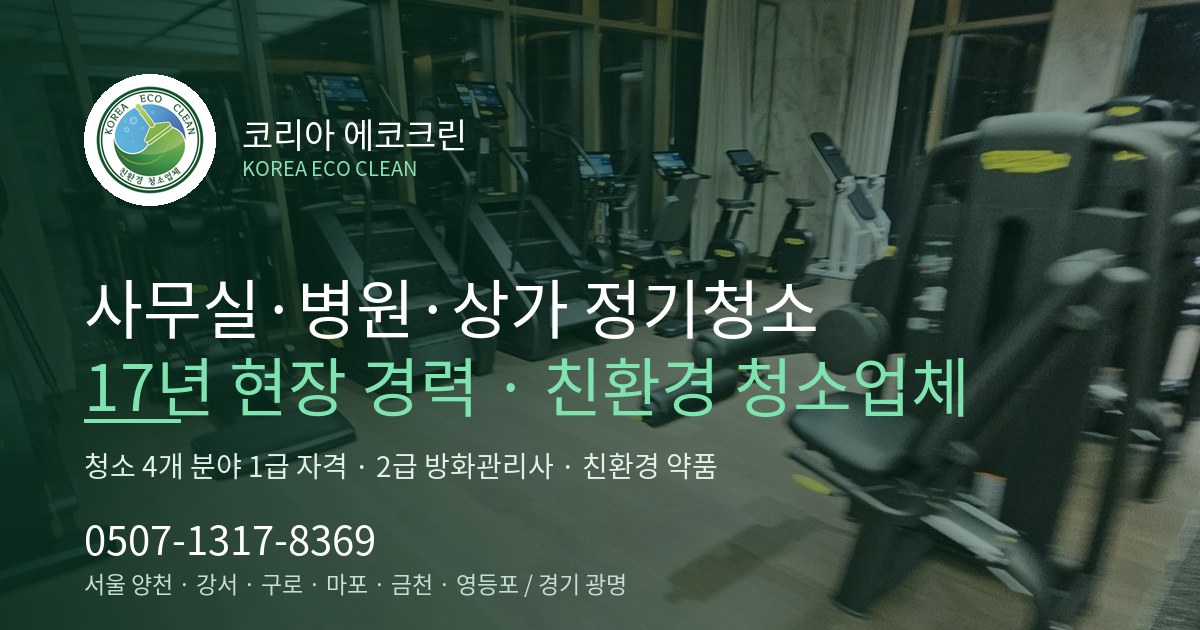 KOREA ECO CLEAN
친환경 청소업체
코리아 에코크린
KOREA ECO CLEAN
사무실 · 병원 · 상가 정기청소
17년 현장 경력 · 친환경 청소업체
청소 4개 분야 1급 자격 · 2급 방화관리사 · 친환경 약품
0507-1317-8369
서울 양천 · 강서 · 구로 · 마포 · 금천 · 영등포 / 경기 광명